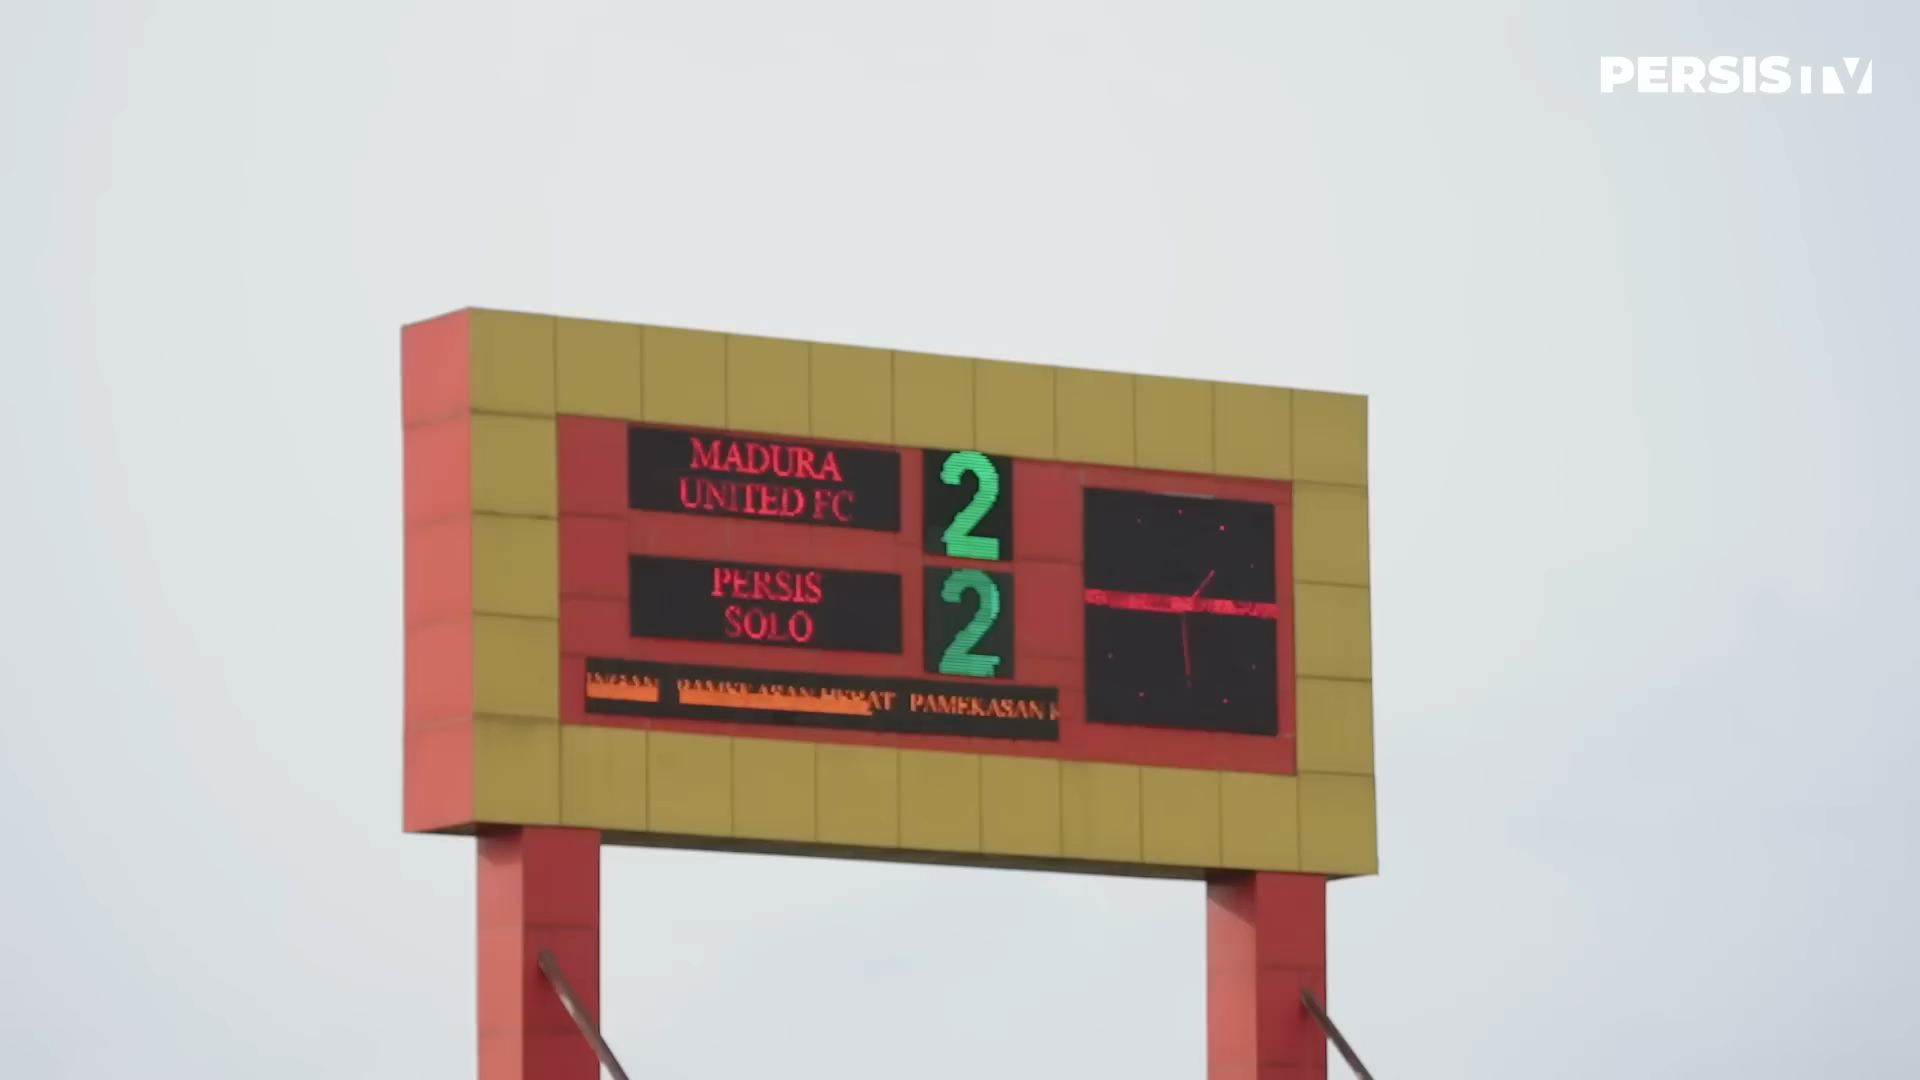 PERSIS TV
MADURA
UNITED FC
2
PERSIS
SOLO
2
PAMEKASAN